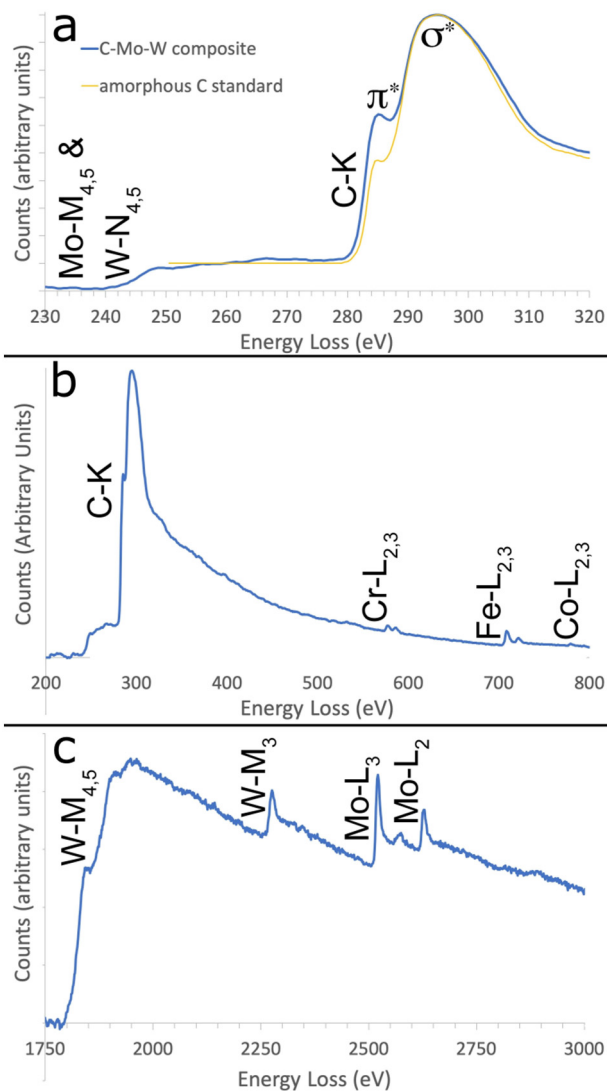 a
C-Mo-W composite
amorphous C standard
π*
σ*
C-K
Mo-M4,5 &
W-N4,5
Counts (arbitrary units)
230 240 250 260 270 280 290 300 310 320
Energy Loss (eV)
b
C-K
Cr-L2,3
Fe-L2,3
Co-L2,3
Counts (Arbitrary Units)
200 300 400 500 600 700 800
Energy Loss (eV)
c
W-M4,5
W-M3
Mo-L3
Mo-L2
Counts (arbitrary units)
1750 2000 2250 2500 2750 3000
Energy Loss (eV)